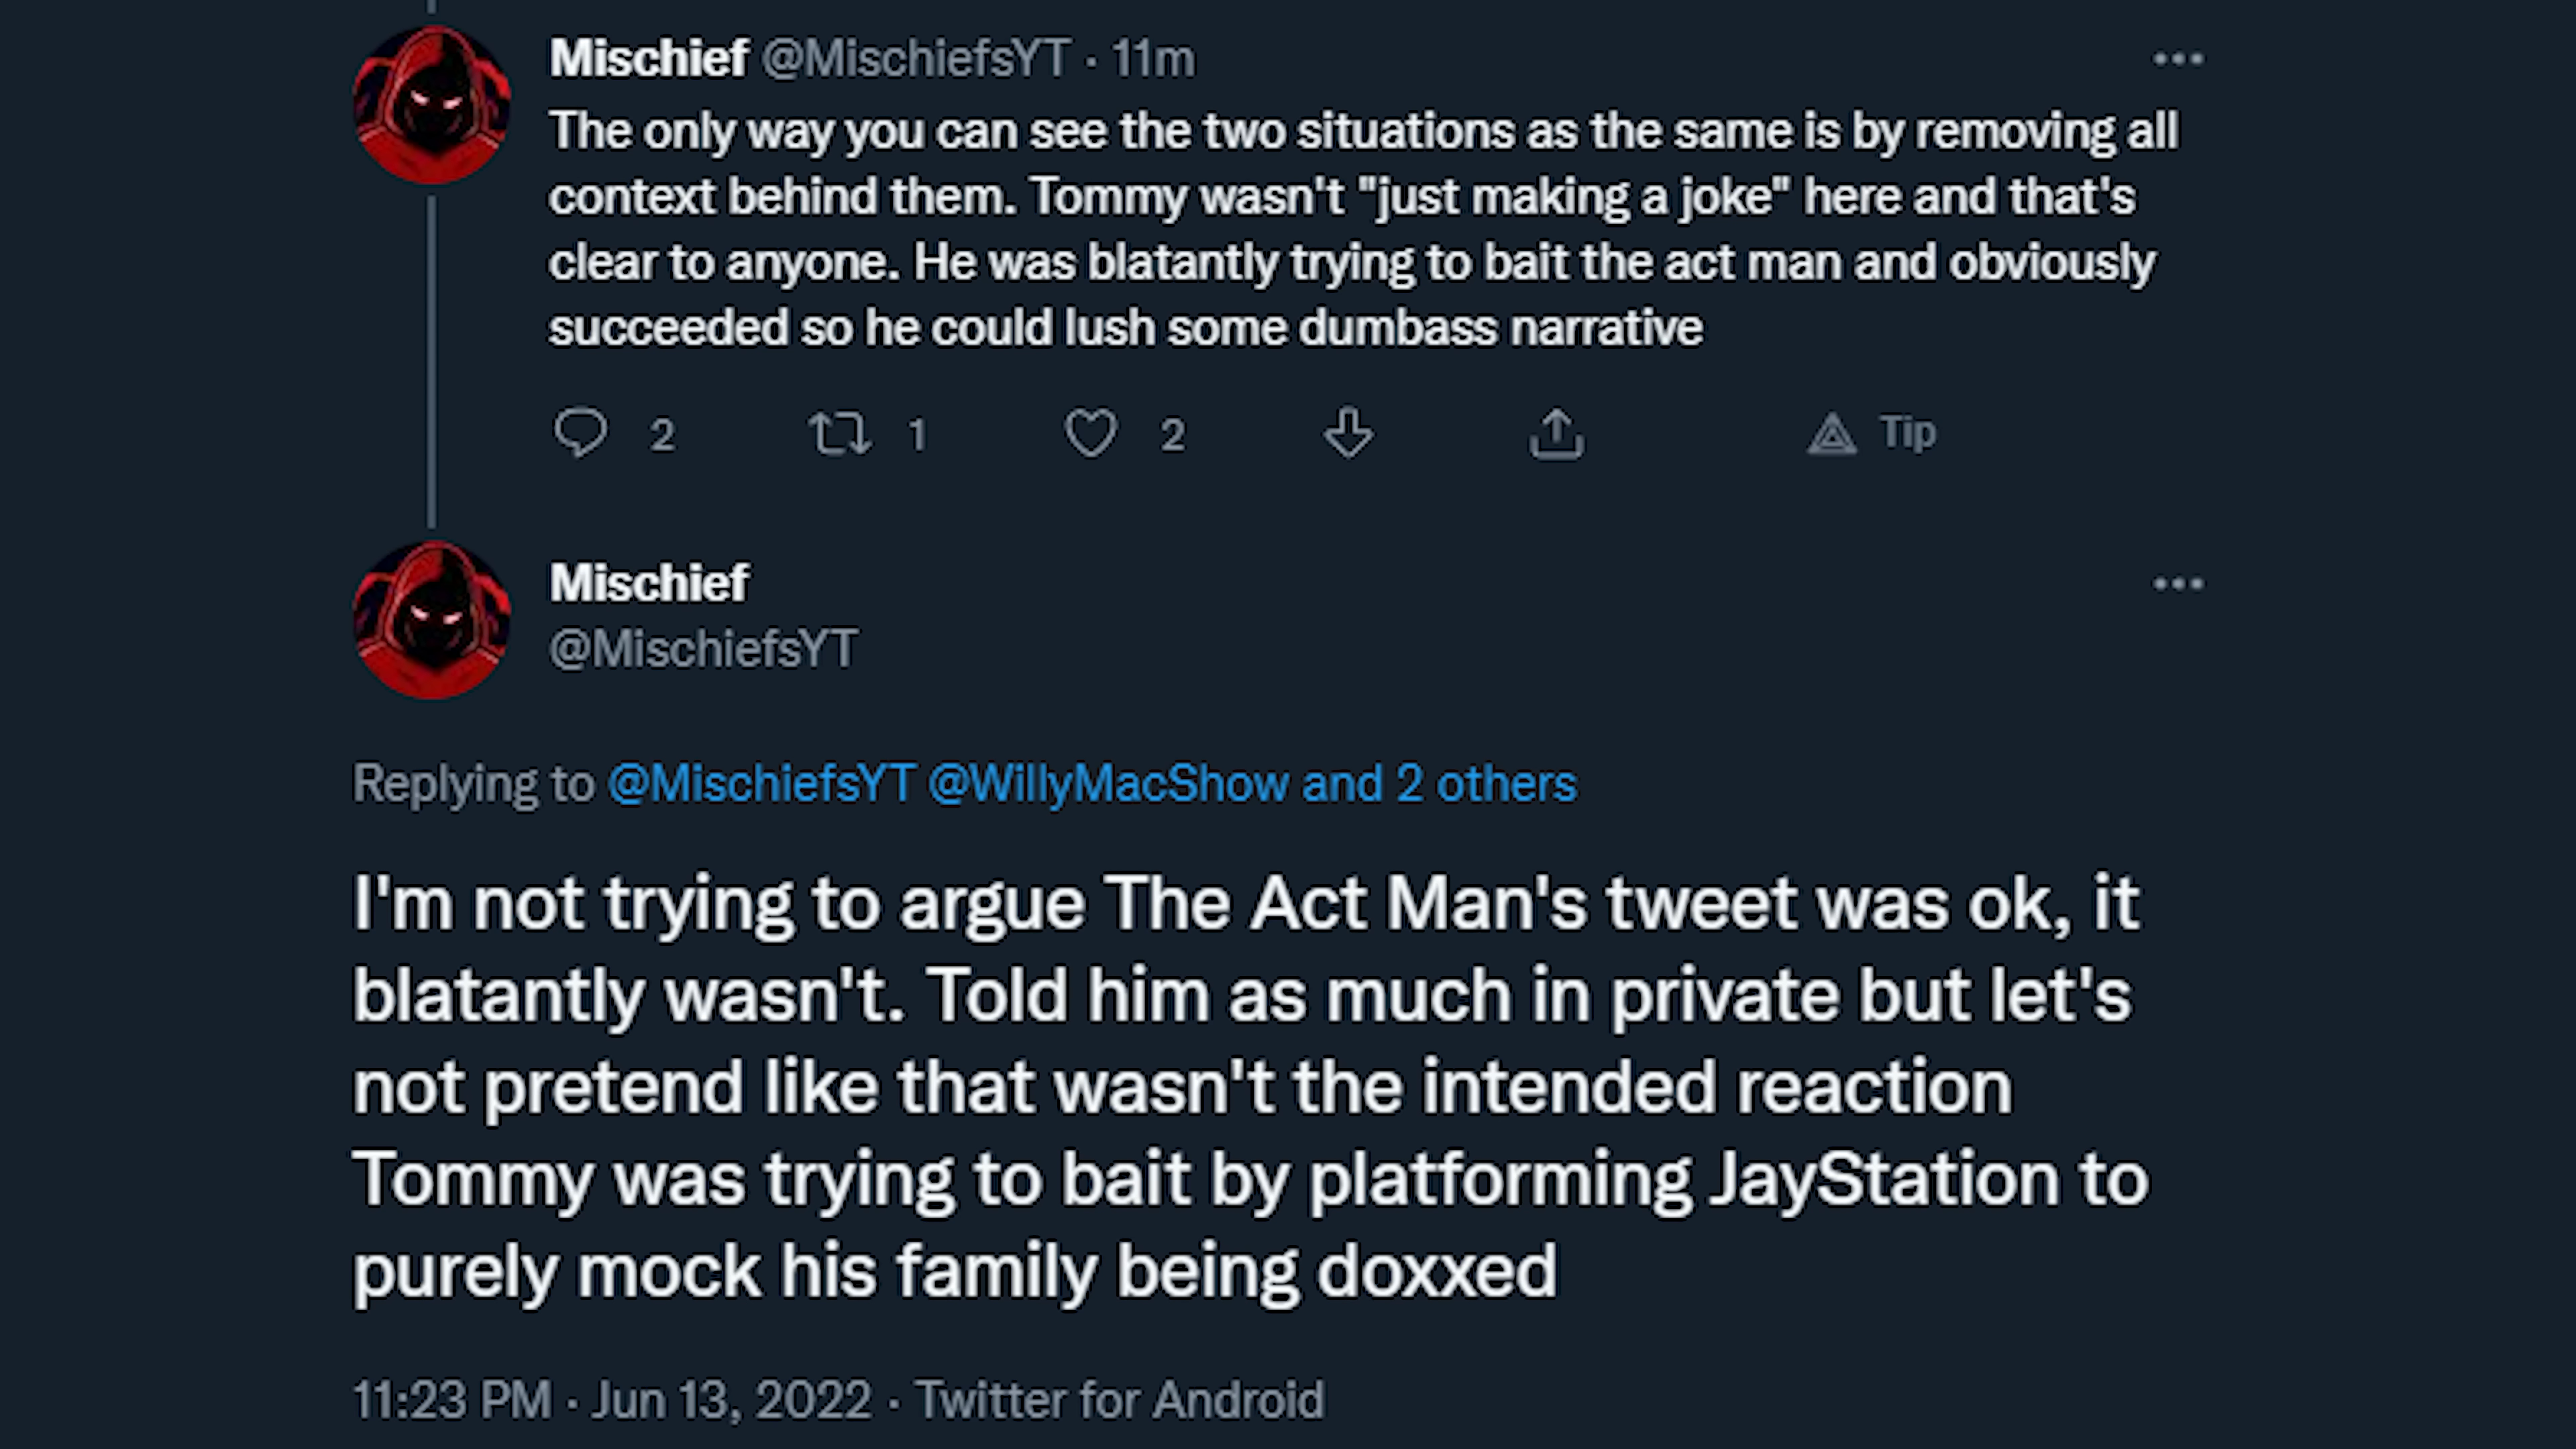 Mischief @MischiefsYT · 11m
The only way you can see the two situations as the same is by removing all
context behind them. Tommy wasn't "just making a joke" here and that's
clear to anyone. He was blatantly trying to bait the act man and obviously
succeeded so he could lush some dumbass narrative
2 1 2 Tip
Mischief
@MischiefsYT
Replying to @MischiefsYT @WillyMacShow and 2 others
I'm not trying to argue The Act Man's tweet was ok, it
blatantly wasn't. Told him as much in private but let's
not pretend like that wasn't the intended reaction
Tommy was trying to bait by platforming JayStation to
purely mock his family being doxxed
11:23 PM · Jun 13, 2022 · Twitter for Android